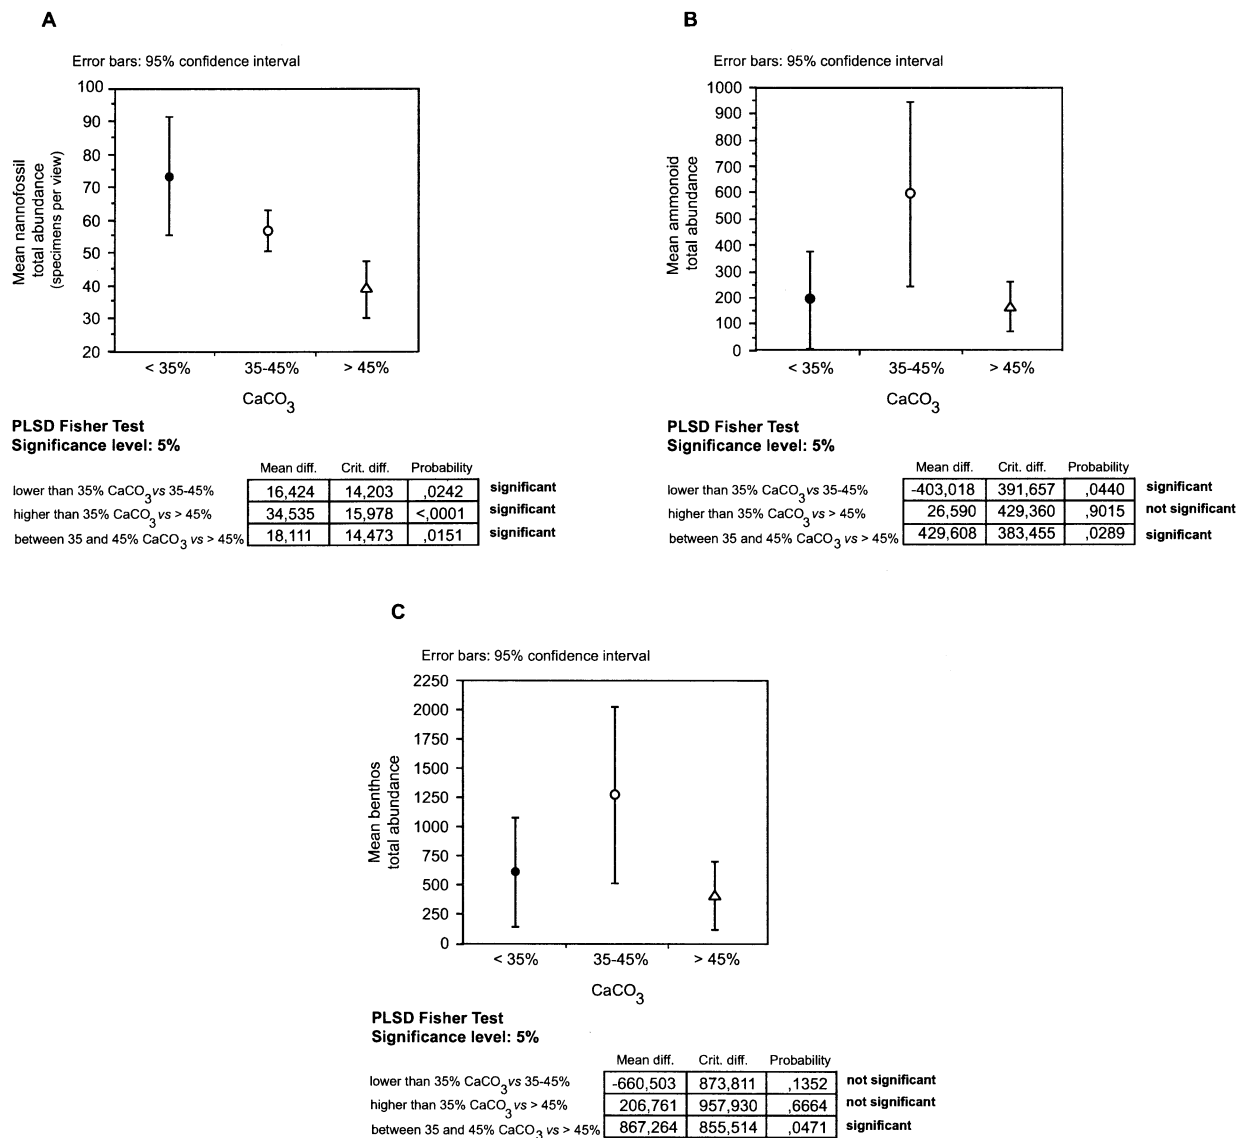 A
Error bars: 95% confidence interval
Mean nannofossil
total abundance
(specimens per view)
100
90
80
70
60
50
40
30
20
< 35%
35-45%
> 45%
CaCO3
PLSD Fisher Test
Significance level: 5%
Mean diff. Crit. diff. Probability
lower than 35% CaCO3 vs 35-45% 16,424 14,203 ,0242 significant
higher than 35% CaCO3 vs > 45% 34,535 15,978 <,0001 significant
between 35 and 45% CaCO3 vs > 45% 18,111 14,473 ,0151 significant
B
Error bars: 95% confidence interval
Mean ammonoid
total abundance
1000
900
800
700
600
500
400
300
200
100
0
< 35%
35-45%
> 45%
CaCO3
PLSD Fisher Test
Significance level: 5%
Mean diff. Crit. diff. Probability
lower than 35% CaCO3 vs 35-45% -403,018 391,657 ,0440 significant
higher than 35% CaCO3 vs > 45% 26,590 429,360 ,9015 not significant
between 35 and 45% CaCO3 vs > 45% 429,608 383,455 ,0289 significant
C
Error bars: 95% confidence interval
Mean benthos
total abundance
2250
2000
1750
1500
1250
1000
750
500
250
0
< 35%
35-45%
> 45%
CaCO3
PLSD Fisher Test
Significance level: 5%
Mean diff. Crit. diff. Probability
lower than 35% CaCO3 vs 35-45% -660,503 873,811 ,1352 not significant
higher than 35% CaCO3 vs > 45% 206,761 957,930 ,6664 not significant
between 35 and 45% CaCO3 vs > 45% 867,264 855,514 ,0471 significant